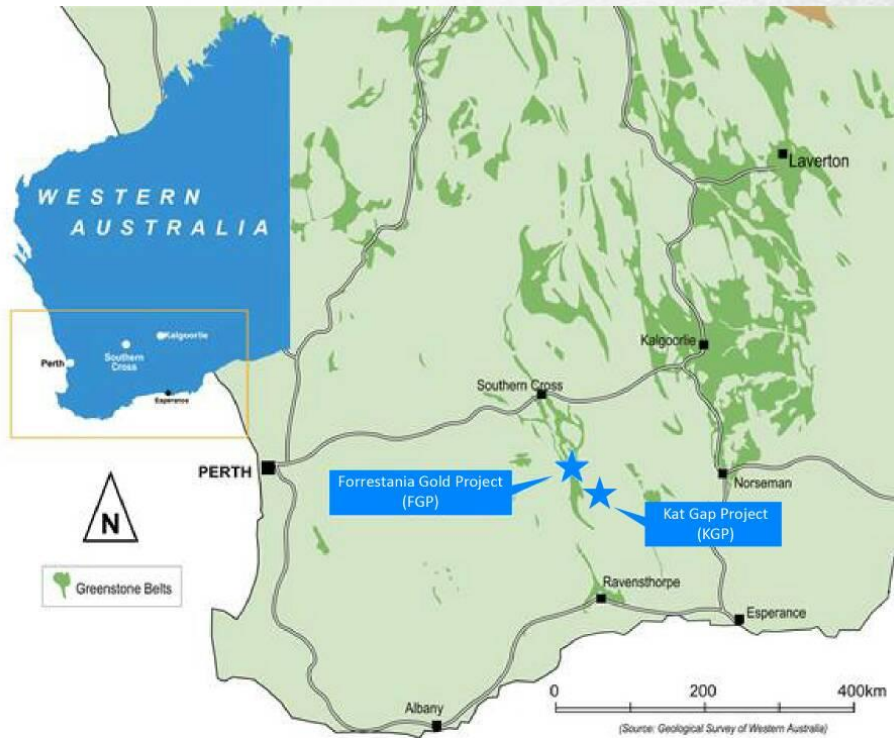 WESTERN
AUSTRALIA
Kalgoorlie
Southern
Cross
Perth
Esperance
Laverton
Kalgoorlie
Southern Cross
PERTH
Forrestania Gold Project
(FGP)
Norseman
Kat Gap Project
(KGP)
N
Greenstone Belts
Ravensthorpe
Esperance
Albany
0 200 400km
(Source: Geological Survey of Western Australia)